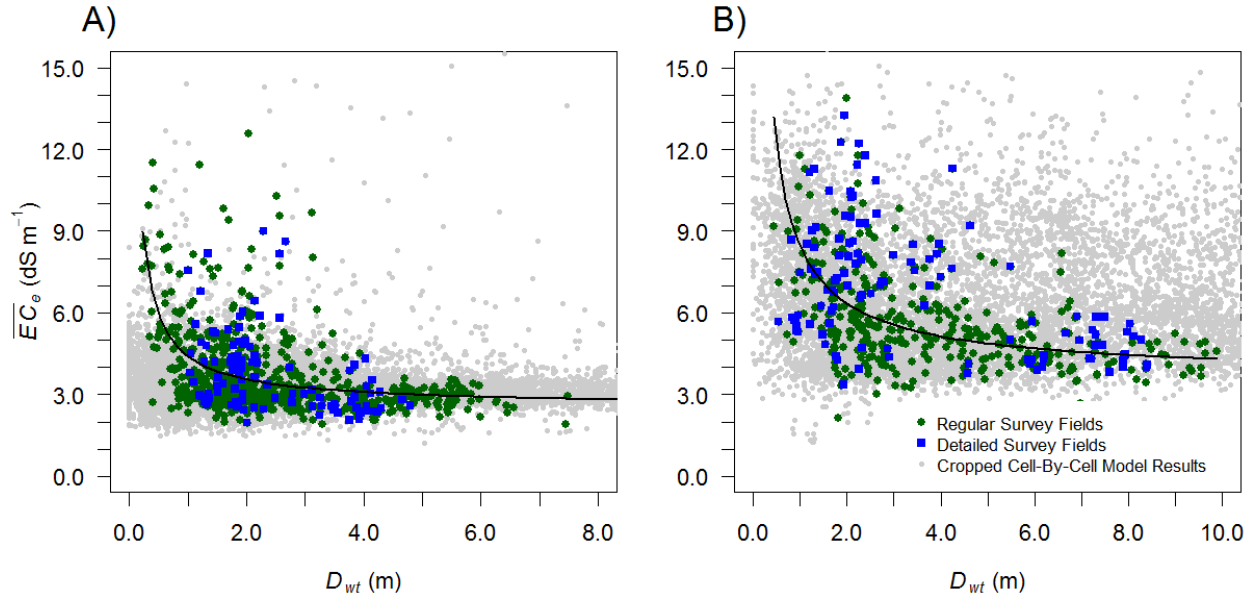 A)
B)
15.0
12.0
9.0
6.0
3.0
0.0
E̅C̅e (dS m−1)
0.0 2.0 4.0 6.0 8.0
Dwt (m)
15.0
12.0
9.0
6.0
3.0
0.0
Regular Survey Fields
Detailed Survey Fields
Cropped Cell-By-Cell Model Results
0.0 2.0 4.0 6.0 8.0 10.0
Dwt (m)